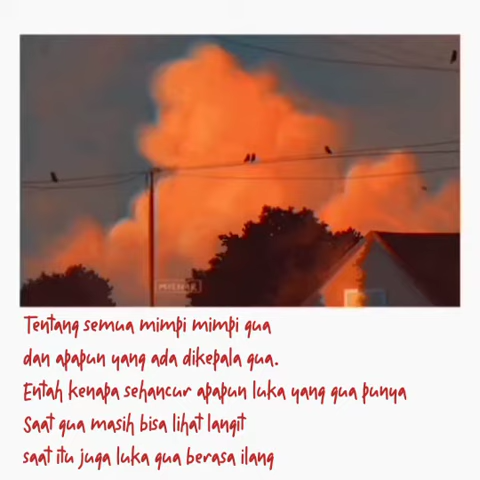 Tentang semua mimpi mimpi gua
dan apapun yang ada dikepala gua.
Entah kenapa sehancur apapun luka yang gua punya
Saat gua masih bisa lihat langit
saat itu juga luka gua berasa ilang